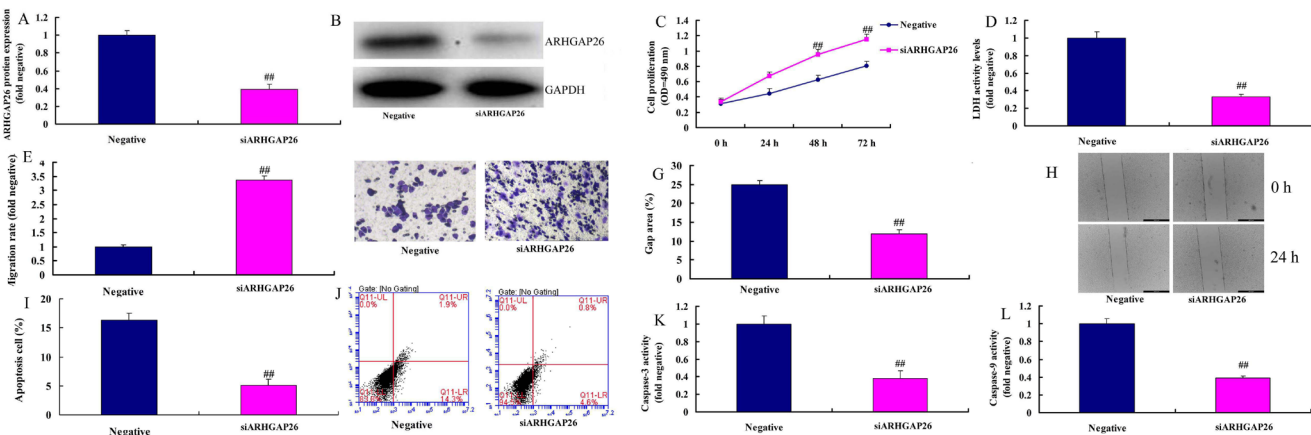 A
ARHGAP26 protien expression
(fold negative)
1.2
1
0.8
0.6
0.4
0.2
0
##
Negative
siARHGAP26
B
ARHGAP26
GAPDH
Negative
siARHGAP26
C
Cell proliferation
(OD=490 nm)
1.4
1.2
1
0.8
0.6
0.4
0.2
0
Negative
siARHGAP26
##
##
0 h
24 h
48 h
72 h
D
LDH activity levels
(fold negative)
1.2
1
0.8
0.6
0.4
0.2
0
##
Negative
siARHGAP26
E
Migration rate (fold negative)
4
3.5
3
2.5
2
1.5
1
0.5
0
##
Negative
siARHGAP26
Negative
siARHGAP26
G
Gap area (%)
30
25
20
15
10
5
0
##
Negative
siARHGAP26
H
0 h
24 h
Negative
siARHGAP26
I
Apoptosis cell (%)
20
15
10
5
0
##
Negative
siARHGAP26
J
Gate: [No Gating]
Q11-UL
0.0%
Q11-UR
1.9%
Q11-LR
14.3%
Negative
Gate: [No Gating]
Q11-UL
0.0%
Q11-UR
0.8%
Q11-LR
4.6%
siARHGAP26
K
Caspase-3 activity
(fold negative)
1.2
1
0.8
0.6
0.4
0.2
0
##
Negative
siARHGAP26
L
Caspase-9 activity
(fold negative)
1.2
1
0.8
0.6
0.4
0.2
0
##
Negative
siARHGAP26